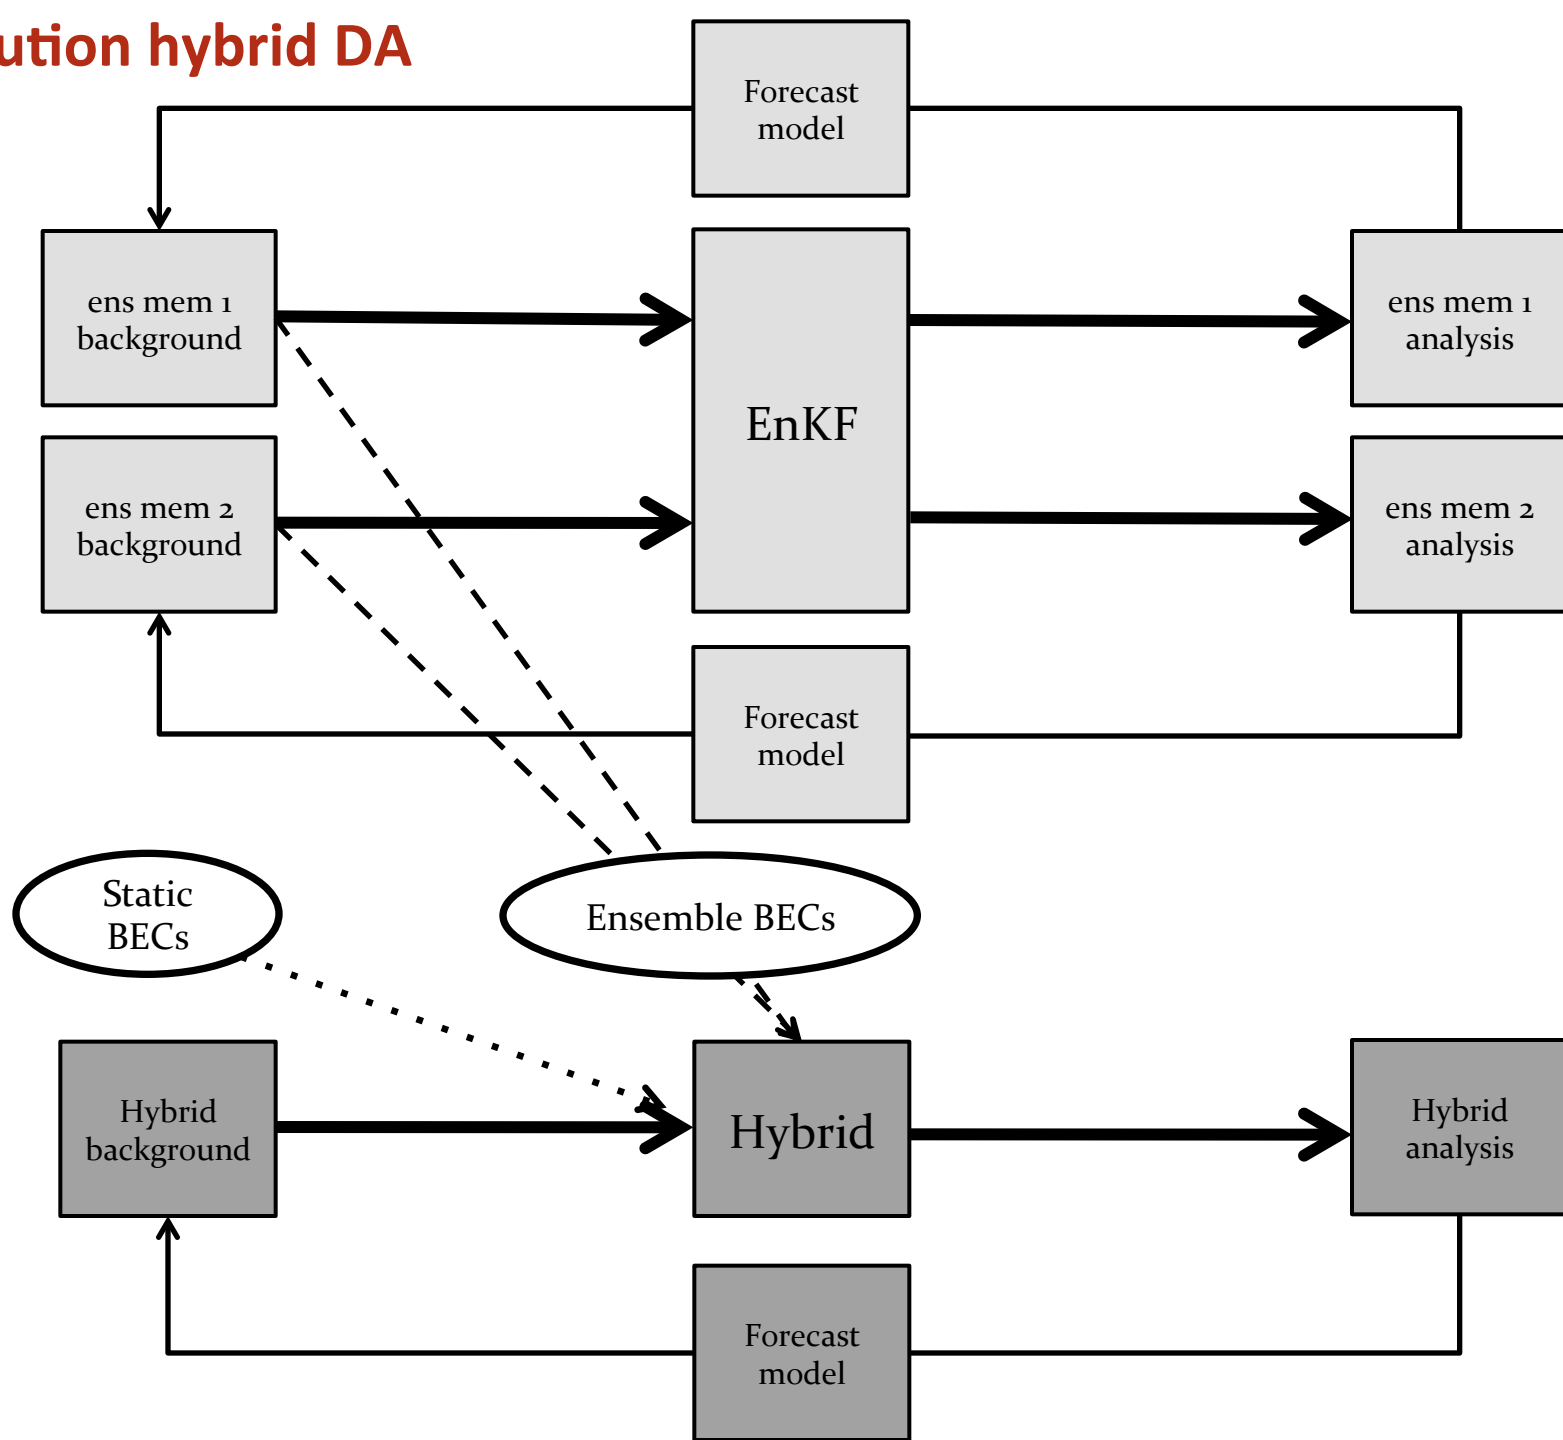 ution hybrid DA
Forecast
model
ens mem 1
background
ens mem 1
analysis
EnKF
ens mem 2
background
ens mem 2
analysis
Forecast
model
Static
BECs
Ensemble BECs
Hybrid
background
Hybrid
Hybrid
analysis
Forecast
model